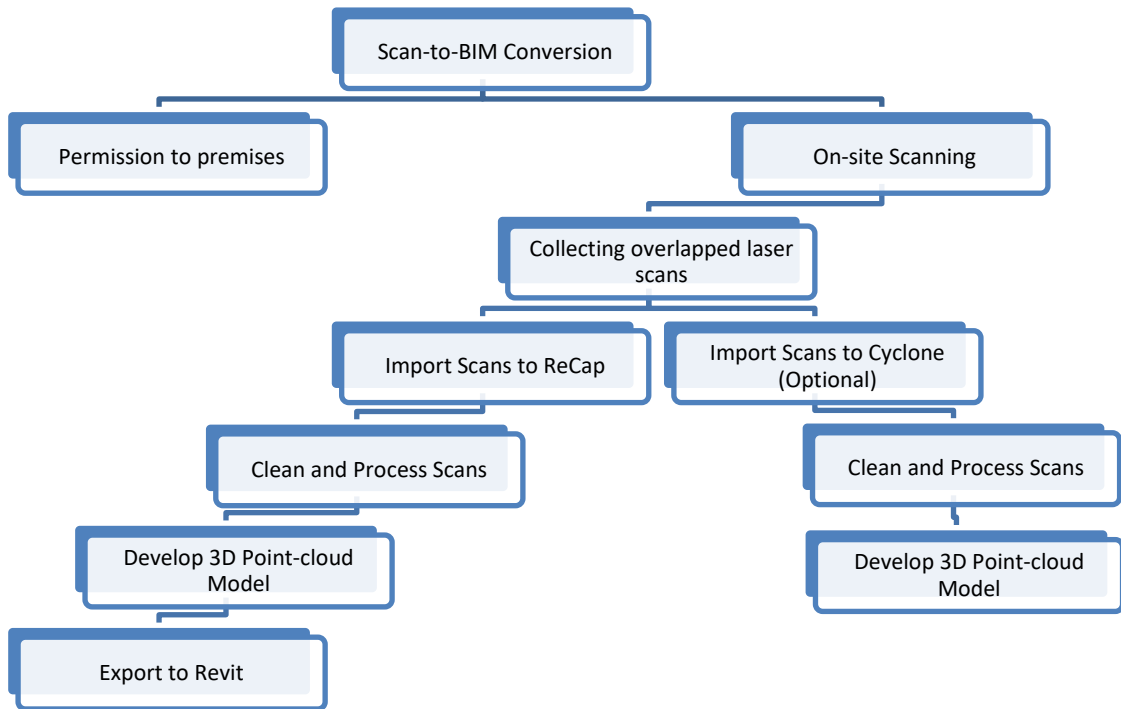 Scan-to-BIM Conversion
Permission to premises
On-site Scanning
Collecting overlapped laser
scans
Import Scans to ReCap
Import Scans to Cyclone
(Optional)
Clean and Process Scans
Clean and Process Scans
Develop 3D Point-cloud
Model
Develop 3D Point-cloud
Model
Export to Revit